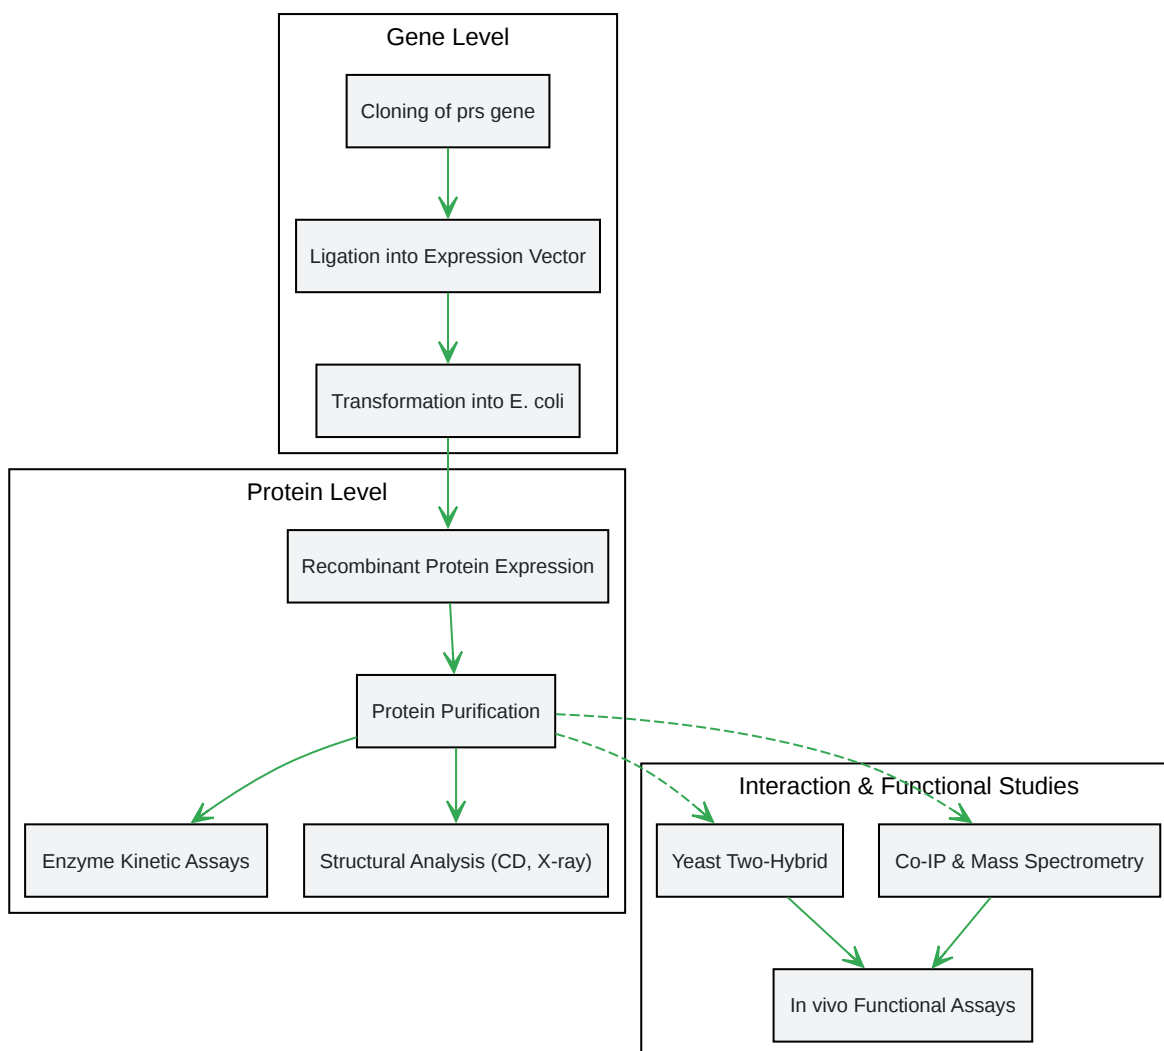 Gene Level
Cloning of prs gene
Ligation into Expression Vector
Transformation into E. coli
Protein Level
Recombinant Protein Expression
Protein Purification
Interaction & Functional Studies
Enzyme Kinetic Assays
Structural Analysis (CD, X-ray)
Yeast Two-Hybrid
Co-IP & Mass Spectrometry
In vivo Functional Assays